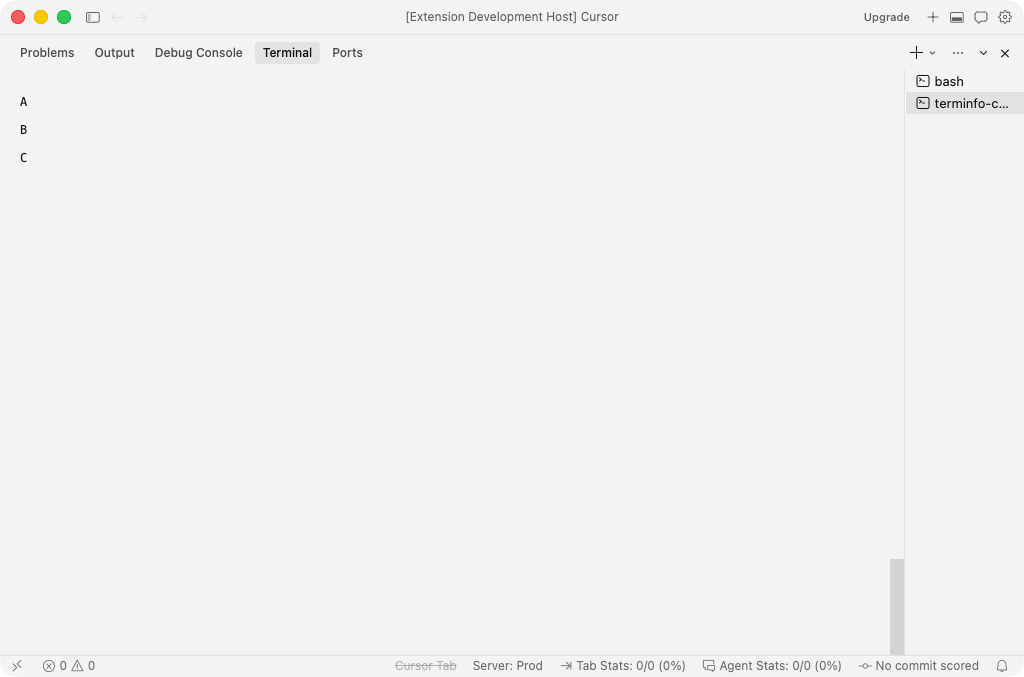 [Extension Development Host] Cursor
Upgrade
Problems Output Debug Console Terminal Ports
bash
terminfo-c...
A
B
C
0 0 Cursor Tab Server: Prod Tab Stats: 0/0 (0%) Agent Stats: 0/0 (0%) No commit scored